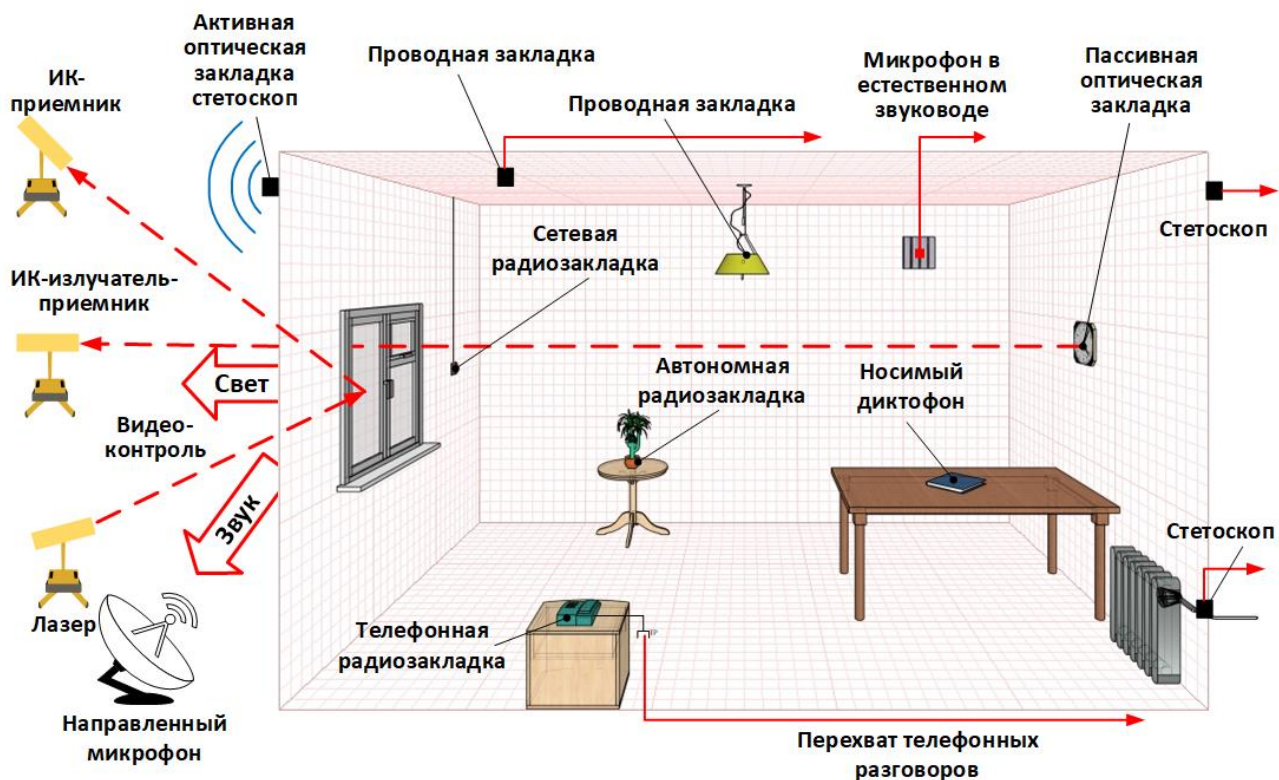 Активная
оптическая
закладка
стетоскоп
ИК-
приемник
Проводная закладка
Проводная закладка
Микрофон в
естественном
звуководе
Пассивная
оптическая
закладка
Стетоскоп
Сетевая
радиозакладка
ИК-излучатель-
приемник
Свет
Автономная
радиозакладка
Носимый
диктофон
Видео-
контроль
Звук
Стетоскоп
Лазер
Телефонная
радиозакладка
Направленный
микрофон
Перехват телефонных
разговоров